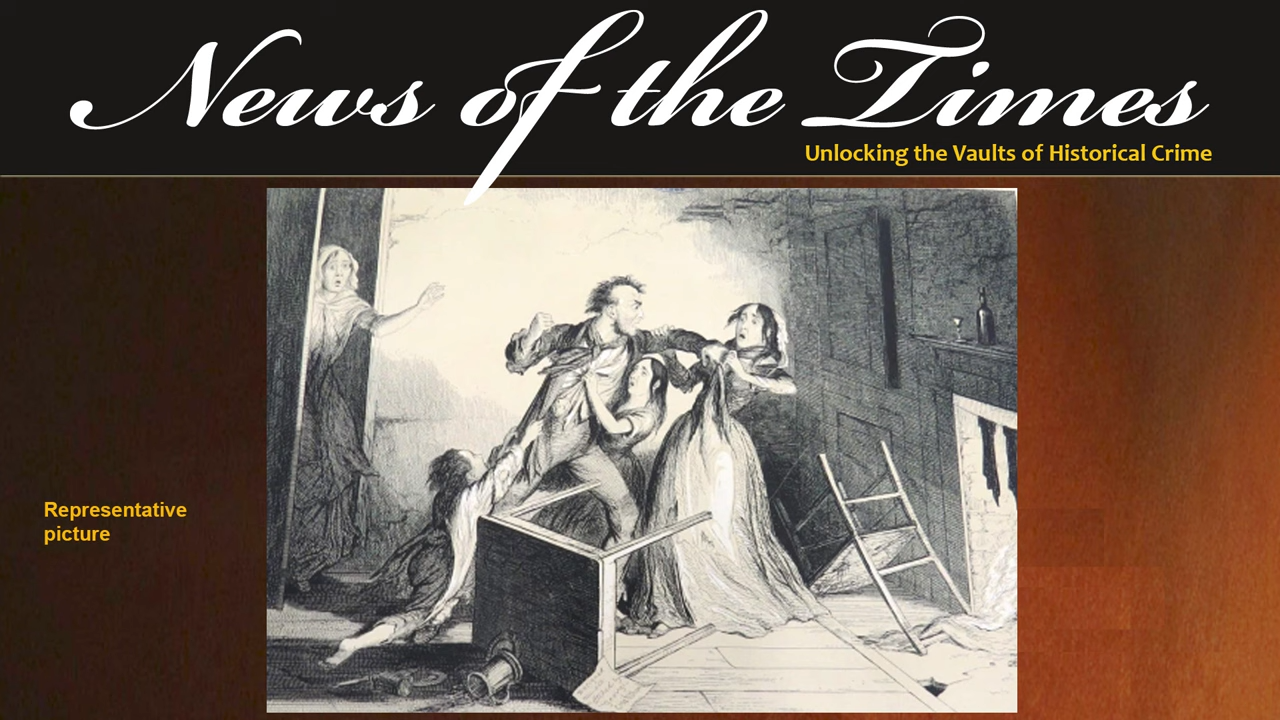 News of the Times
Unlocking the Vaults of Historical Crime
Representative
picture